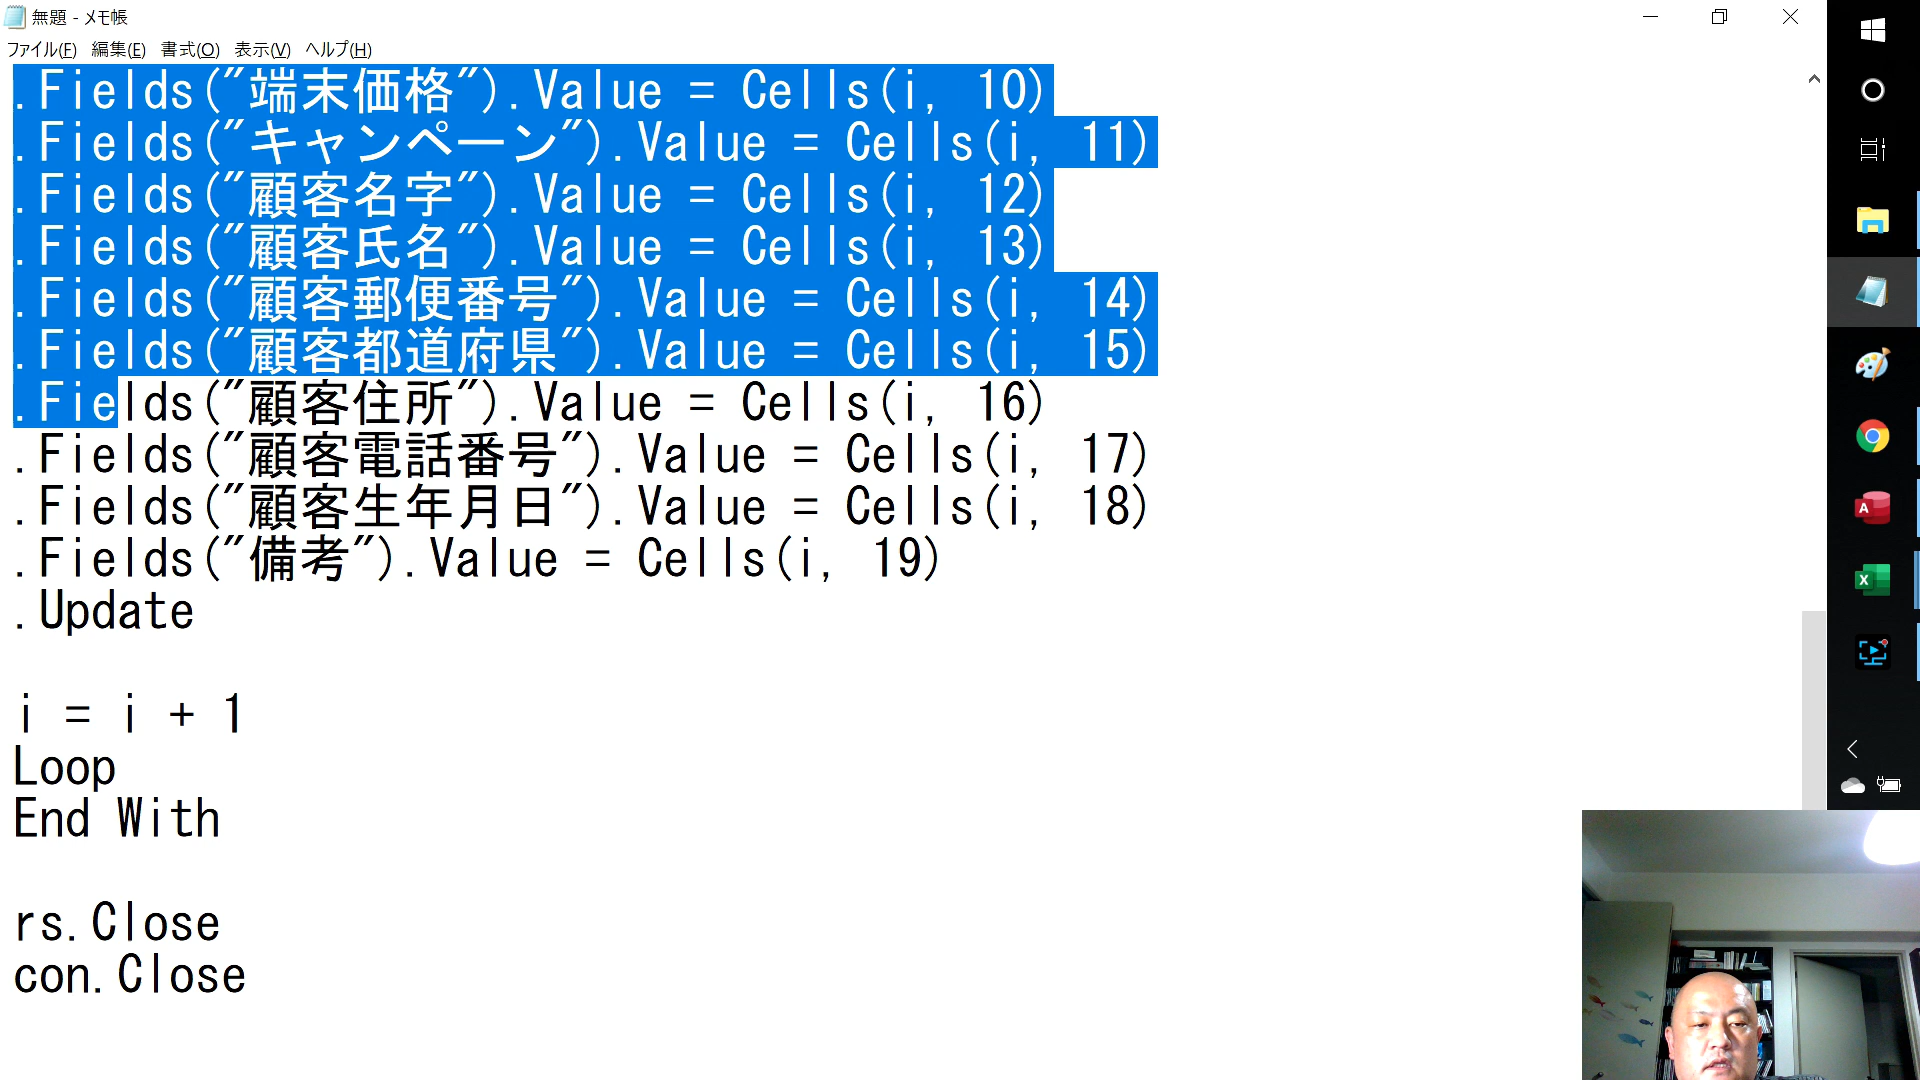 無題 - メモ帳
ファイル(F) 編集(E) 書式(O) 表示(V) ヘルプ(H)
.Fields("端末価格").Value = Cells(i, 10)
.Fields("キャンペーン").Value = Cells(i, 11)
.Fields("顧客名字").Value = Cells(i, 12)
.Fields("顧客氏名").Value = Cells(i, 13)
.Fields("顧客郵便番号").Value = Cells(i, 14)
.Fields("顧客都道府県").Value = Cells(i, 15)
.Fields("顧客住所").Value = Cells(i, 16)
.Fields("顧客電話番号").Value = Cells(i, 17)
.Fields("顧客生年月日").Value = Cells(i, 18)
.Fields("備考").Value = Cells(i, 19)
.Update
i = i + 1
Loop
End With
rs.Close
con.Close